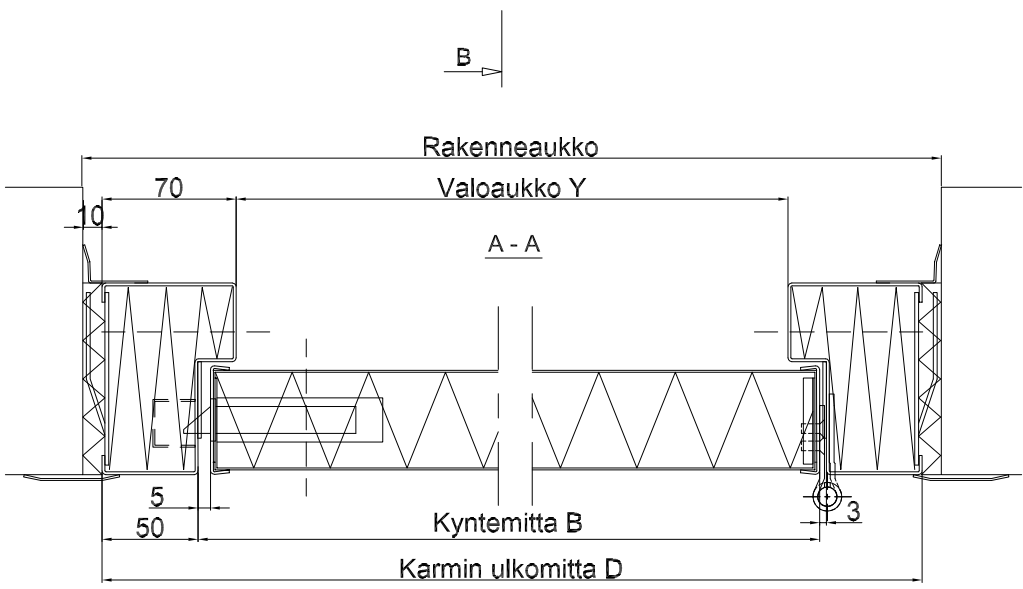 B
Rakenneaukko
70
Valoaukko Y
10
A - A
5
3
50
Kyntemitta B
Karmin ulkomitta D